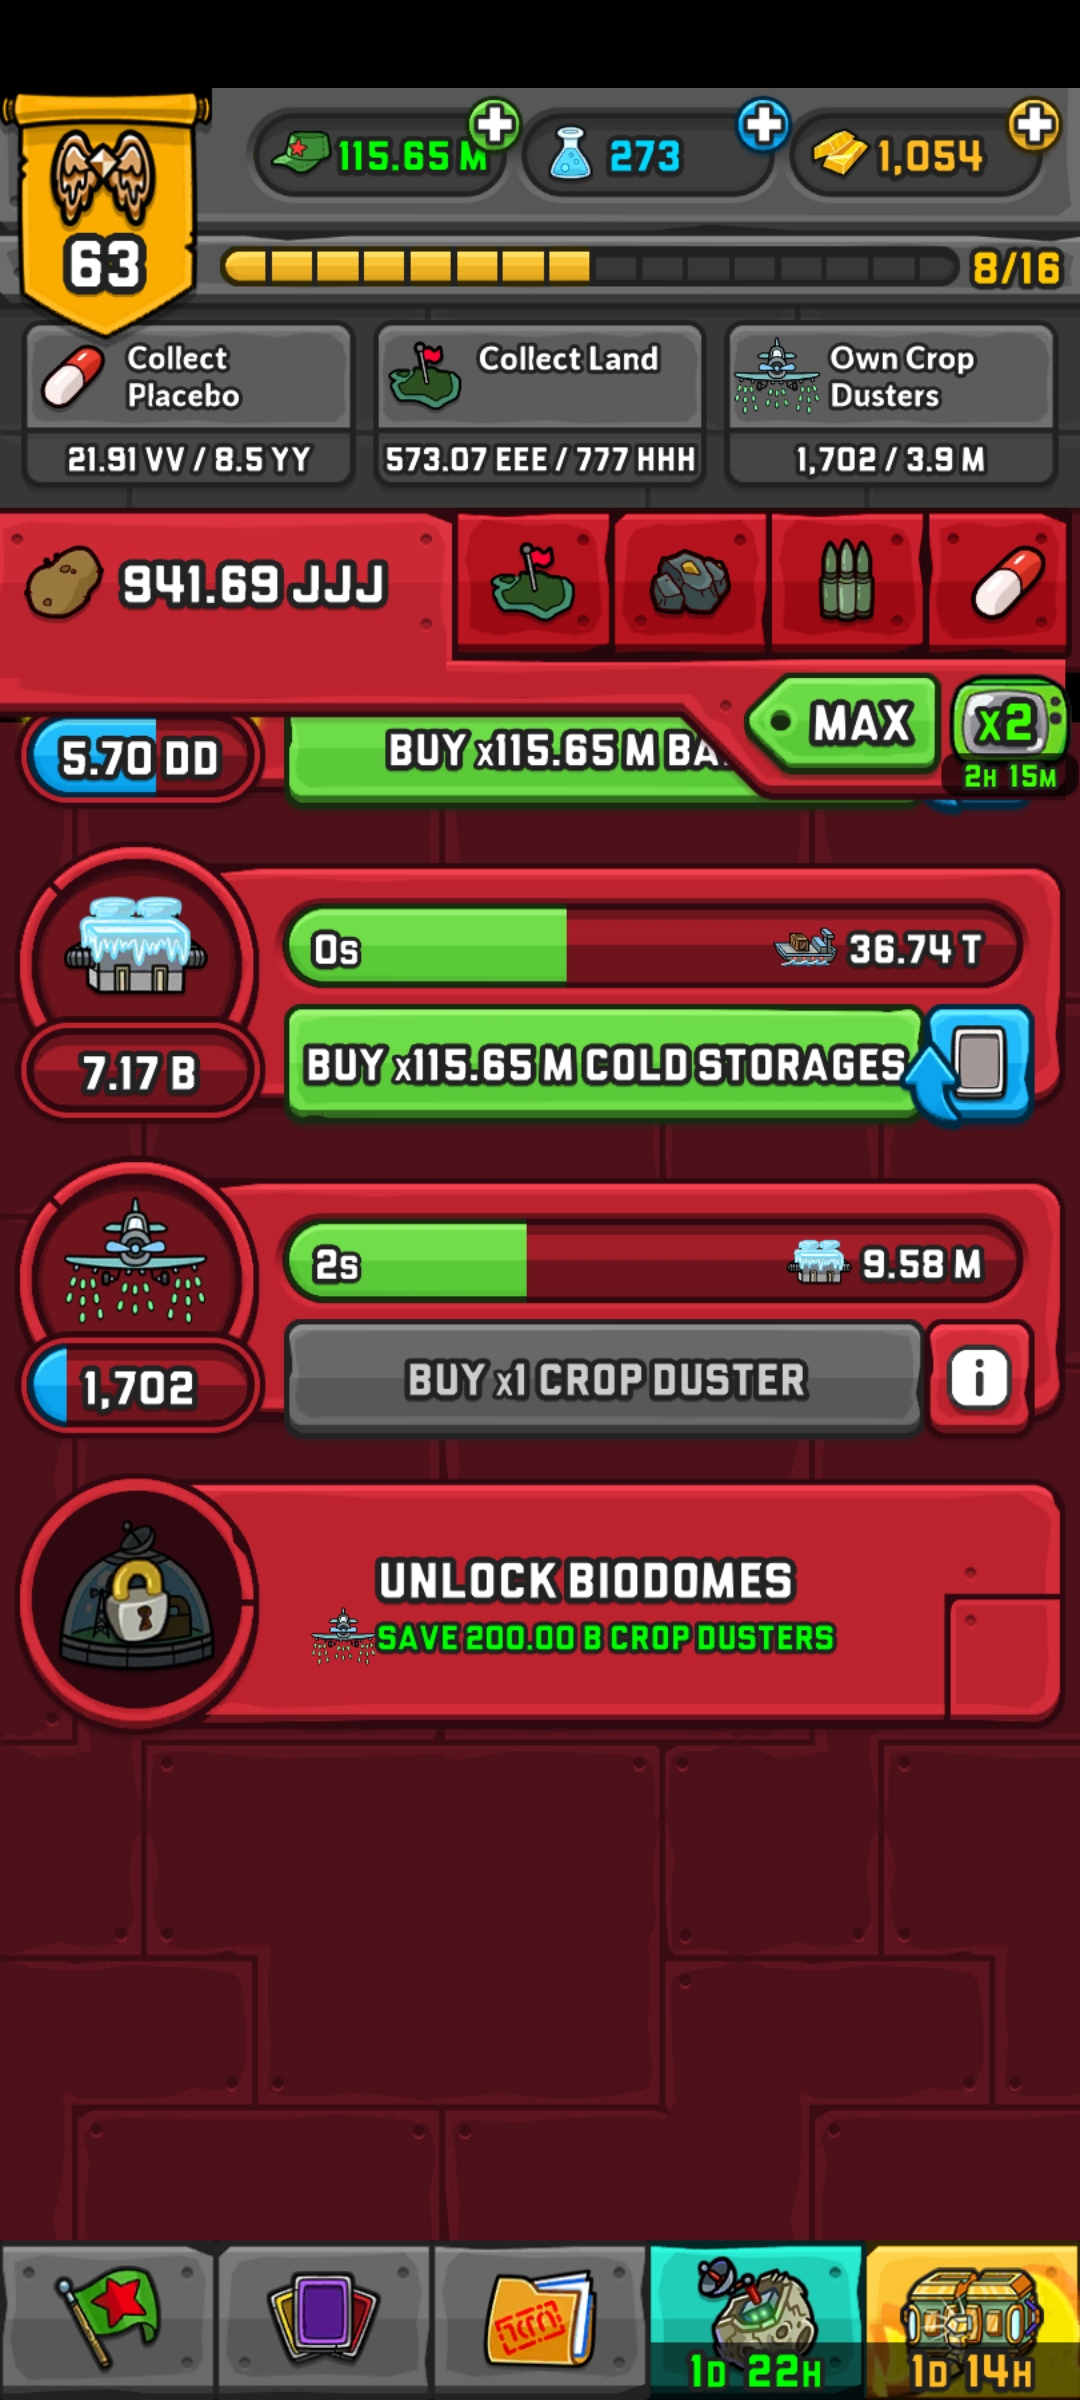 115.65 M
273
1,054
63
8/16
Collect
Placebo
Collect Land
Own Crop
Dusters
21.91 VV / 8.5 YY
573.07 EEE / 777 HHH
1,702 / 3.9 M
941.69 JJJ
MAX
X2
2H 15M
5.70 DD
BUY x115.65 M BA
0s
36.74 T
7.17 B
BUY x115.65 M COLD STORAGES
2s
9.58 M
1,702
BUY x1 CROP DUSTER
i
UNLOCK BIODOMES
SAVE 200.00 B CROP DUSTERS
1D 22H
1D 14H